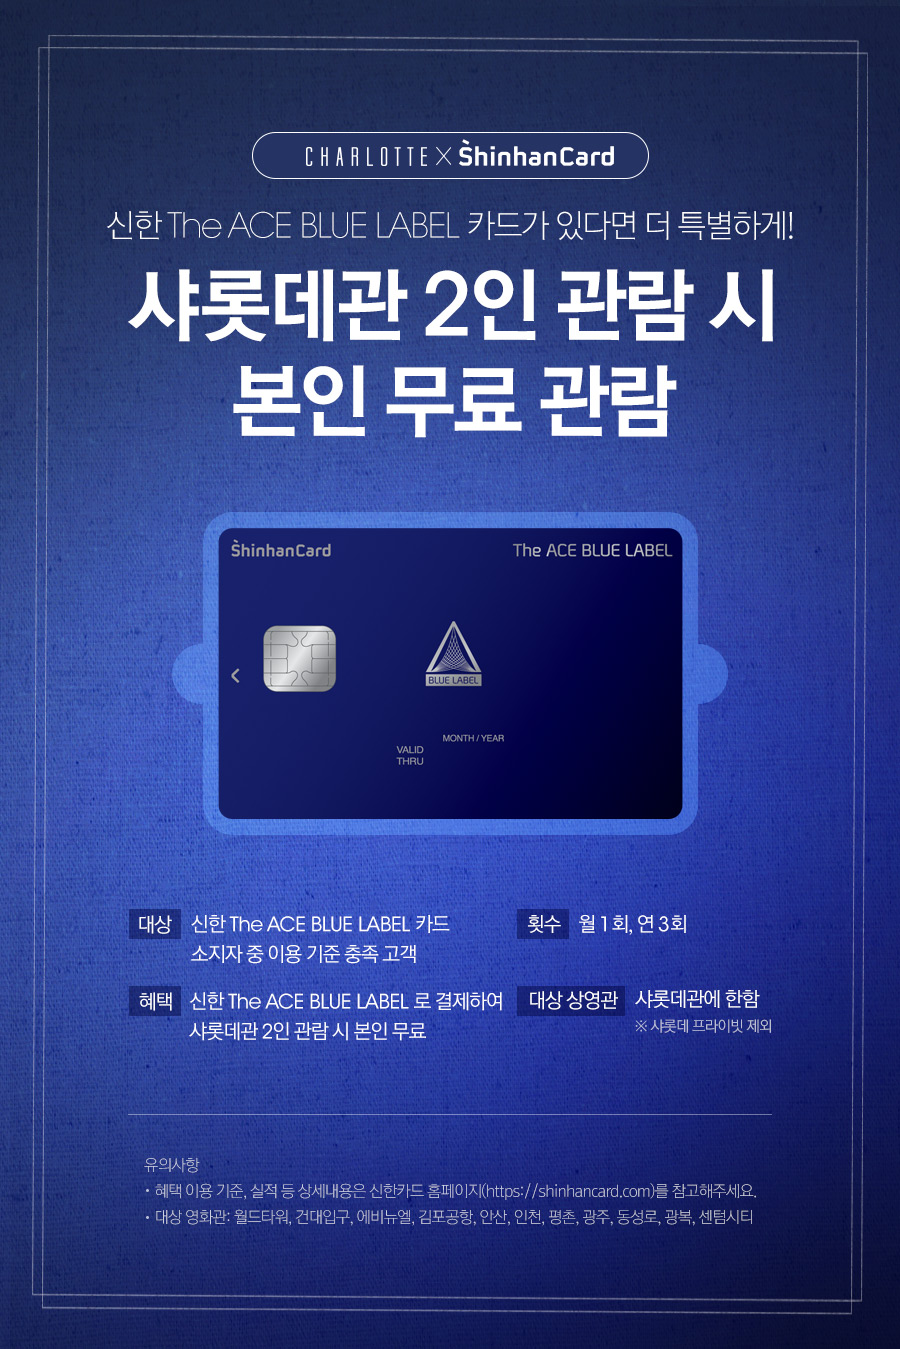 CHARLOTTE X ShinhanCard
신한 The ACE BLUE LABEL 카드가 있다면 더 특별하게!
샤롯데관 2인 관람 시
본인 무료 관람
ShinhanCard
The ACE BLUE LABEL
BLUE LABEL
MONTH / YEAR
VALID
THRU
대상 신한 The ACE BLUE LABEL 카드
소지자 중 이용 기준 충족 고객
횟수 월 1회, 연 3회
혜택 신한 The ACE BLUE LABEL 로 결제하여
샤롯데관 2인 관람 시 본인 무료
대상 상영관 샤롯데관에 한함
※ 샤롯데 프라이빗 제외
유의사항
• 혜택 이용 기준, 실적 등 상세내용은 신한카드 홈페이지(https://shinhancard.com)를 참고해주세요.
• 대상 영화관: 월드타워, 건대입구, 에비뉴엘, 김포공항, 안산, 인천, 평촌, 광주, 동성로, 광복, 센텀시티